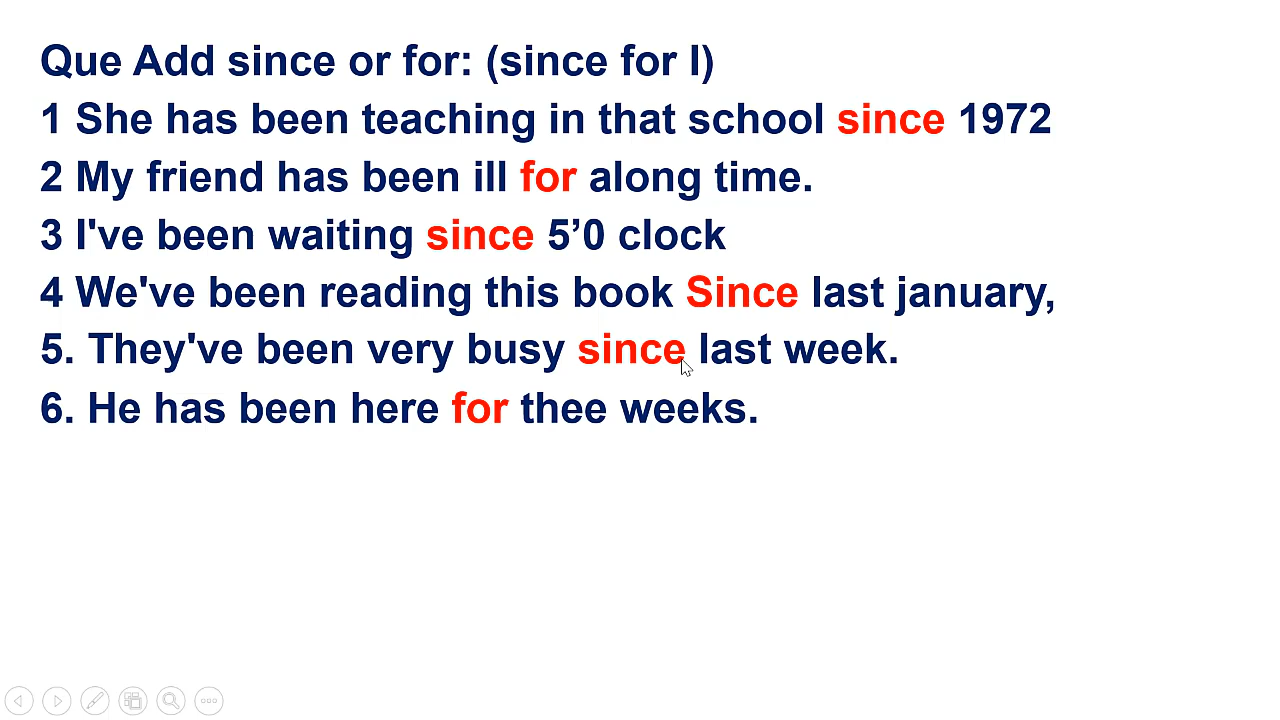 Que Add since or for: (since for I)
1 She has been teaching in that school since 1972
2 My friend has been ill for along time.
3 I've been waiting since 5’0 clock
4 We've been reading this book Since last january,
5. They've been very busy since last week.
6. He has been here for thee weeks.